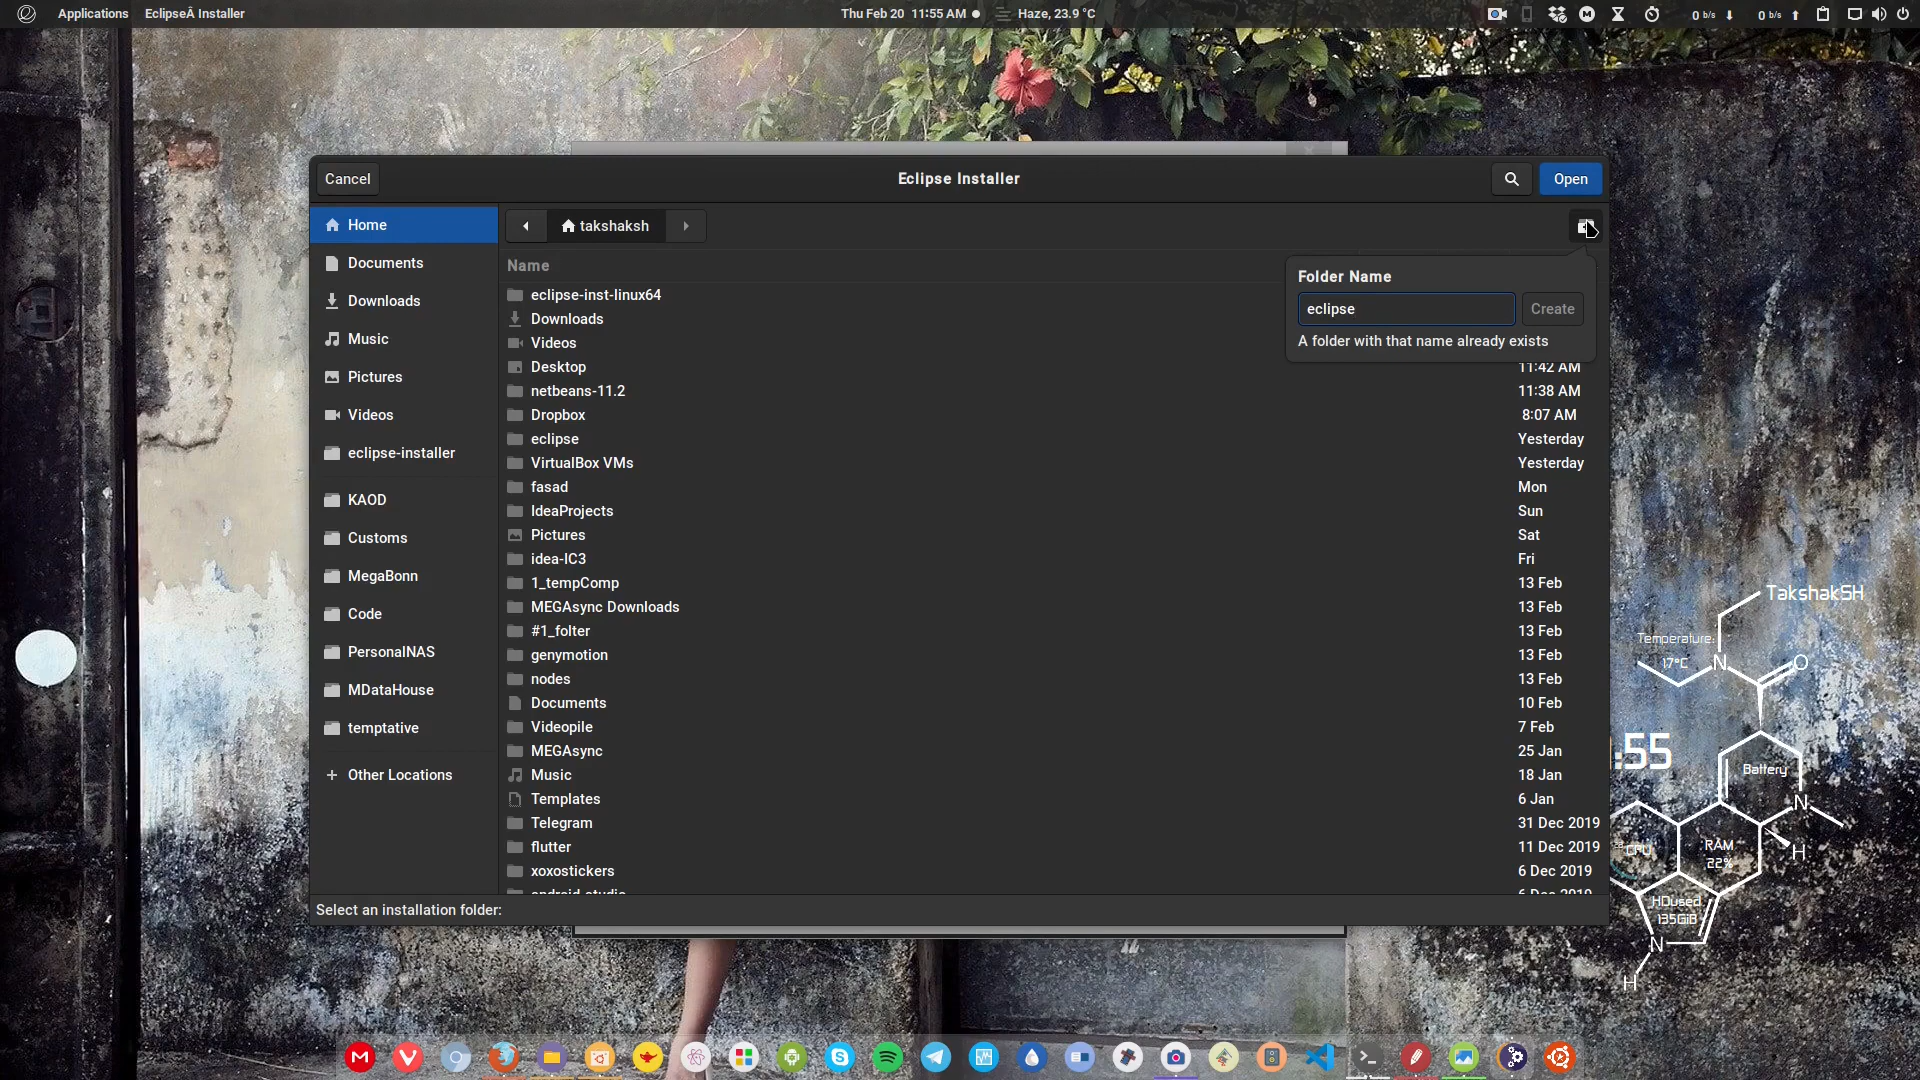 Applications EclipseÂ Installer Thu Feb 20 11:55 AM Haze, 23.9 °C 0 b/s 0 b/s
Cancel Eclipse Installer Open
Home
Documents
Downloads
Music
Pictures
Videos
eclipse-installer
KAOD
Customs
MegaBonn
Code
PersonalNAS
MDataHouse
temptative
Other Locations
takshaksh
Name
eclipse-inst-linux64
Downloads
Videos
Desktop 11:42 AM
netbeans-11.2 11:38 AM
Dropbox 8:07 AM
eclipse Yesterday
VirtualBox VMs Yesterday
fasad Mon
IdeaProjects Sun
Pictures Sat
idea-IC3 Fri
1_tempComp 13 Feb
MEGAsync Downloads 13 Feb
#1_folter 13 Feb
genymotion 13 Feb
nodes 13 Feb
Documents 10 Feb
Videopile 7 Feb
MEGAsync 25 Jan
Music 18 Jan
Templates 6 Jan
Telegram 31 Dec 2019
flutter 11 Dec 2019
xoxostickers 6 Dec 2019
android-studio 6 Dec 2019
Folder Name
eclipse Create
A folder with that name already exists
Select an installation folder:
TakshakSH
Temperature:
17°C N O
:55
Battery
N
CPU RAM
22% H
HDused
135GiB
N
H